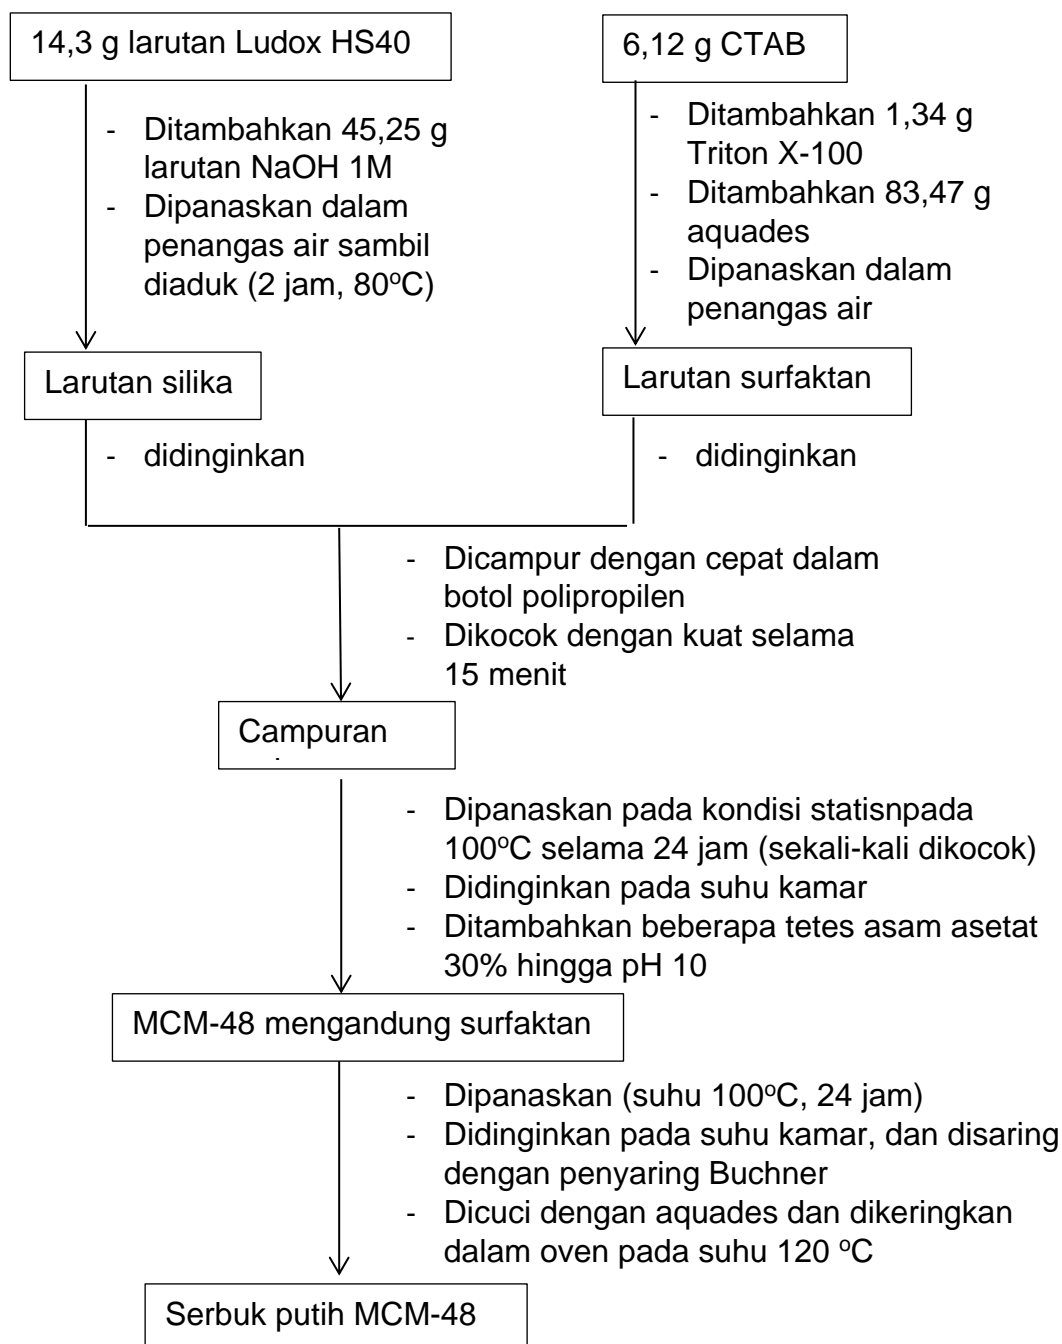 14,3 g larutan Ludox HS40
- Ditambahkan 45,25 g
larutan NaOH 1M
- Dipanaskan dalam
penangas air sambil
diaduk (2 jam, 80°C)
Larutan silika
- didinginkan
6,12 g CTAB
- Ditambahkan 1,34 g
Triton X-100
- Ditambahkan 83,47 g
aquades
- Dipanaskan dalam
penangas air
Larutan surfaktan
- didinginkan
- Dicampur dengan cepat dalam
botol polipropilen
- Dikocok dengan kuat selama
15 menit
Campuran
- Dipanaskan pada kondisi statisnpada
100°C selama 24 jam (sekali-kali dikocok)
- Didinginkan pada suhu kamar
- Ditambahkan beberapa tetes asam asetat
30% hingga pH 10
MCM-48 mengandung surfaktan
- Dipanaskan (suhu 100°C, 24 jam)
- Didinginkan pada suhu kamar, dan disaring
dengan penyaring Buchner
- Dicuci dengan aquades dan dikeringkan
dalam oven pada suhu 120 °C
Serbuk putih MCM-48